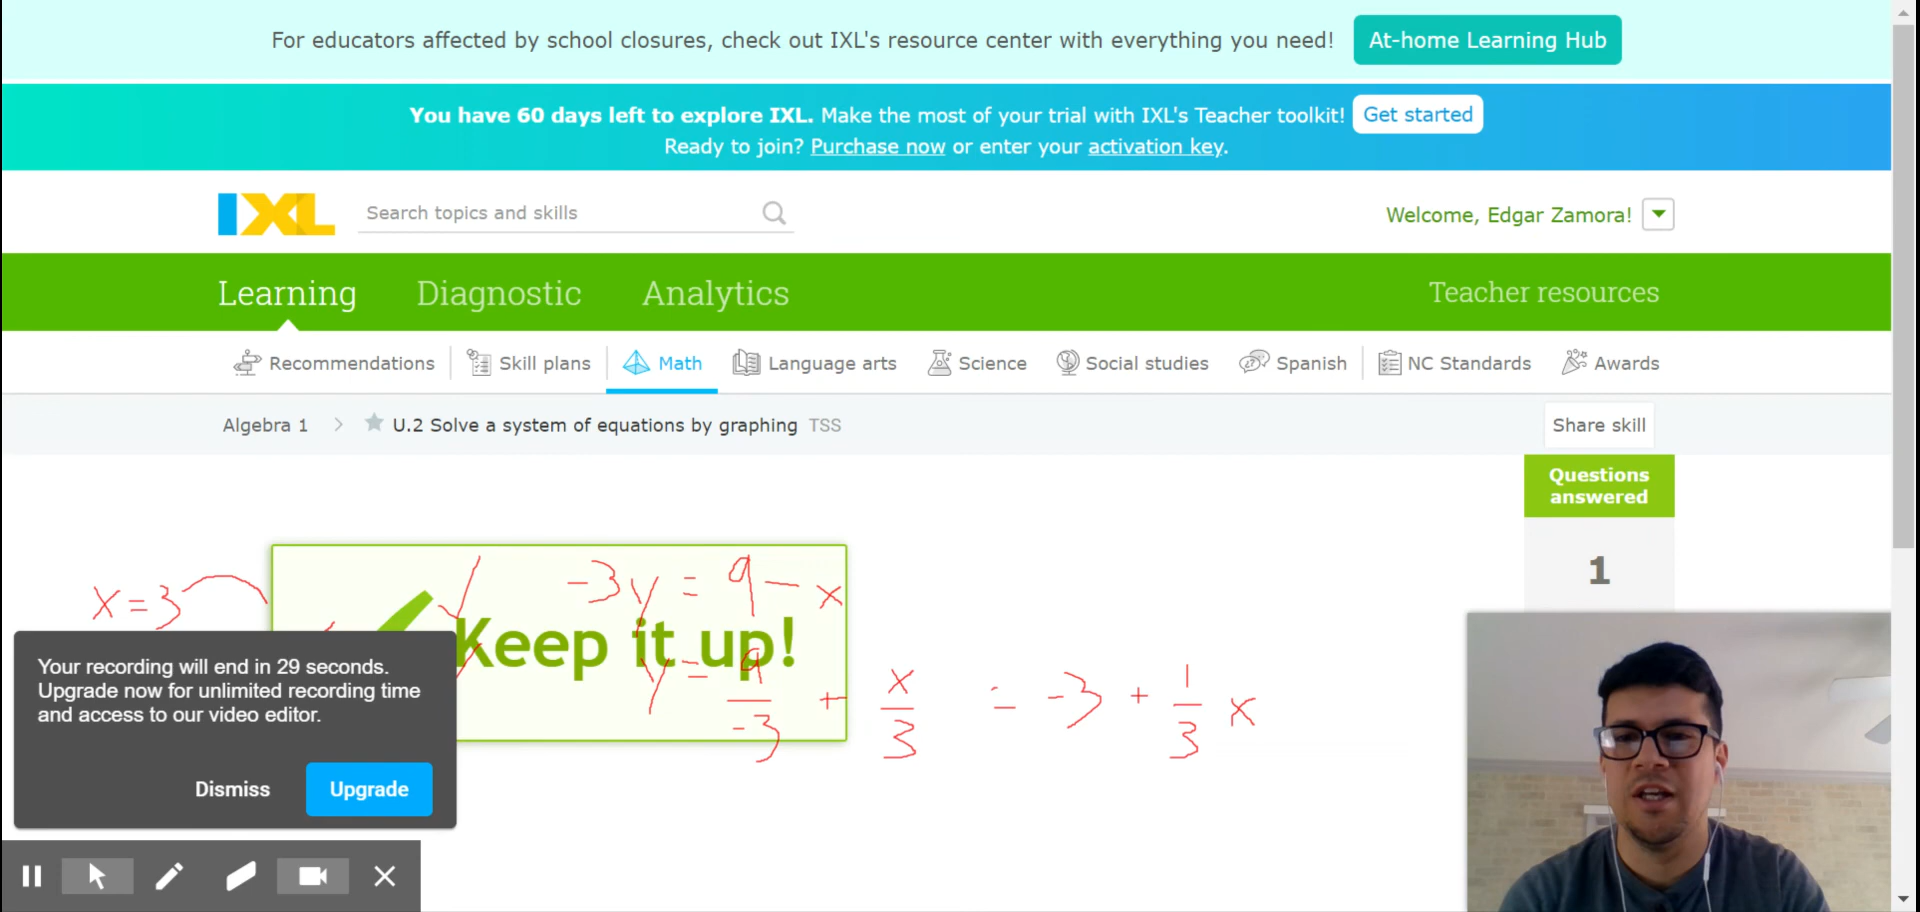 For educators affected by school closures, check out IXL's resource center with everything you need! At-home Learning Hub
You have 60 days left to explore IXL. Make the most of your trial with IXL's Teacher toolkit! Get started
Ready to join? Purchase now or enter your activation key.
IXL Search topics and skills Welcome, Edgar Zamora!
Learning Diagnostic Analytics Teacher resources
Recommendations Skill plans Math Language arts Science Social studies Spanish NC Standards Awards
Algebra 1 > U.2 Solve a system of equations by graphing TSS Share skill
Questions
answered
1
x = 3
-3y = 9 - x
Keep it up!
y = 9/-3 + x/3 = -3 + 1/3 x
Your recording will end in 29 seconds.
Upgrade now for unlimited recording time
and access to our video editor.
Dismiss Upgrade